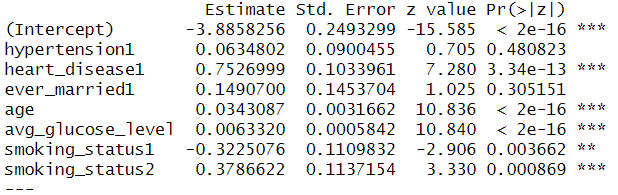 Estimate Std. Error z value Pr(>|z|)
(Intercept) -3.8858256 0.2493299 -15.585 < 2e-16 ***
hypertension1 0.0634802 0.0900455 0.705 0.480823
heart_disease1 0.7526999 0.1033961 7.280 3.34e-13 ***
ever_married1 0.1490700 0.1453704 1.025 0.305151
age 0.0343087 0.0031662 10.836 < 2e-16 ***
avg_glucose_level 0.0063320 0.0005842 10.840 < 2e-16 ***
smoking_status1 -0.3225076 0.1109832 -2.906 0.003662 **
smoking_status2 0.3786622 0.1137154 3.330 0.000869 ***
---